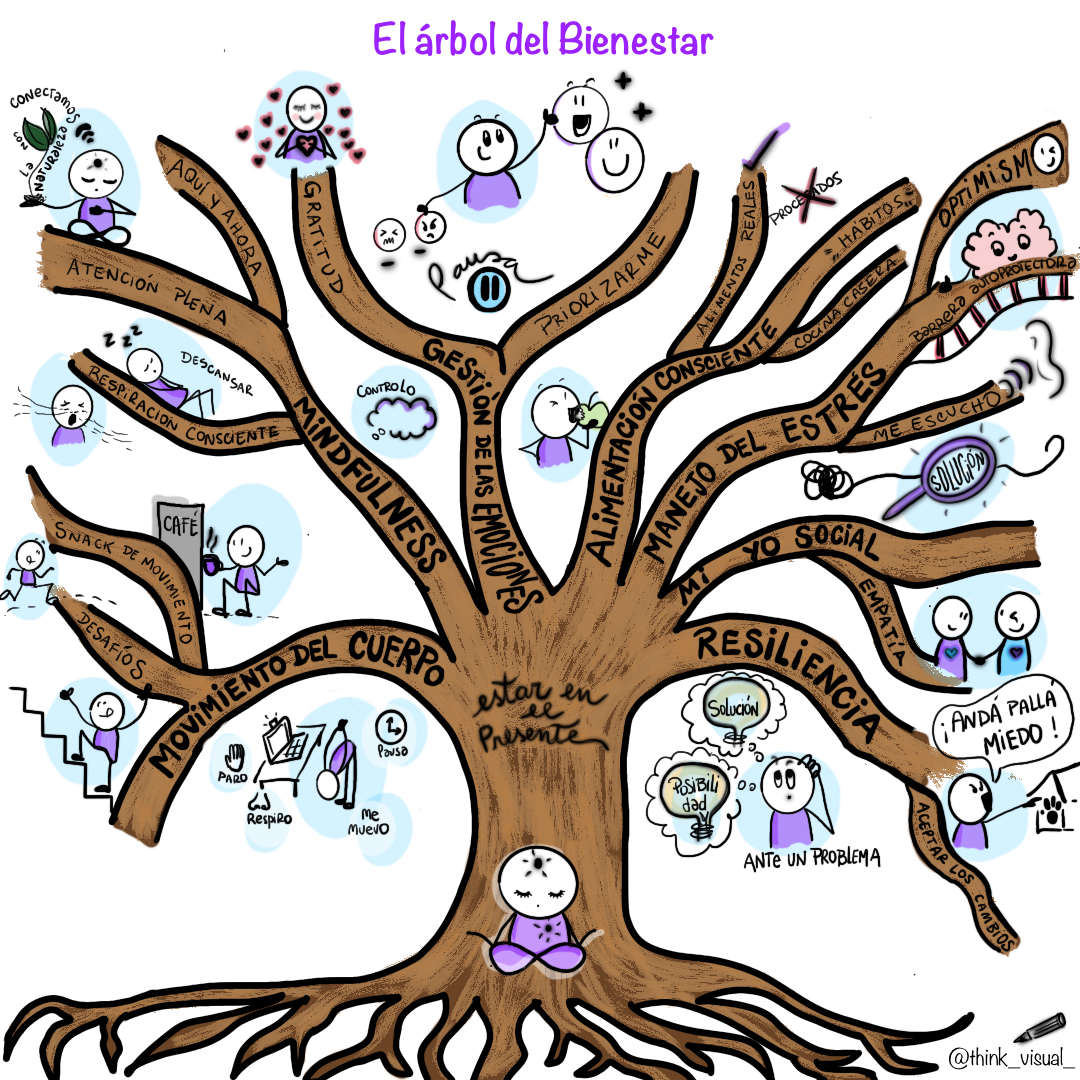 El árbol del Bienestar
CONECTAMOS
CON
LA
NATURALEZA
AQUÍ Y AHORA
ATENCIÓN PLENA
GRATITUD
Pausa
PRIORIZARME
ALIMENTOS REALES
PROCESADOS
HÁBITOS
COCINA CASERA
OPTIMISM
BARRERA AUTOPROTECTORA
zzz
DESCANSAR
RESPIRACIÓN CONSCIENTE
MINDFULNESS
CONTROLO
GESTIÓN DE LAS EMOCIONES
ALIMENTACIÓN CONSCIENTE
MANEJO DEL ESTRÉS
ME ESCUCHO
SOLUCIÓN
CAFÉ
SNACK DE MOVIMIENTO
DESAFÍOS
MOVIMIENTO DEL CUERPO
MI YO SOCIAL
EMPATÍA
RESILIENCIA
estar en
el
Presente
PARO
Respiro
Me
muevo
Pausa
Solución
Posibili
dad
ANTE UN PROBLEMA
¡ANDÁ PALLÁ
MIEDO!
ACEPTAR LOS CAMBIOS
@think_visual_